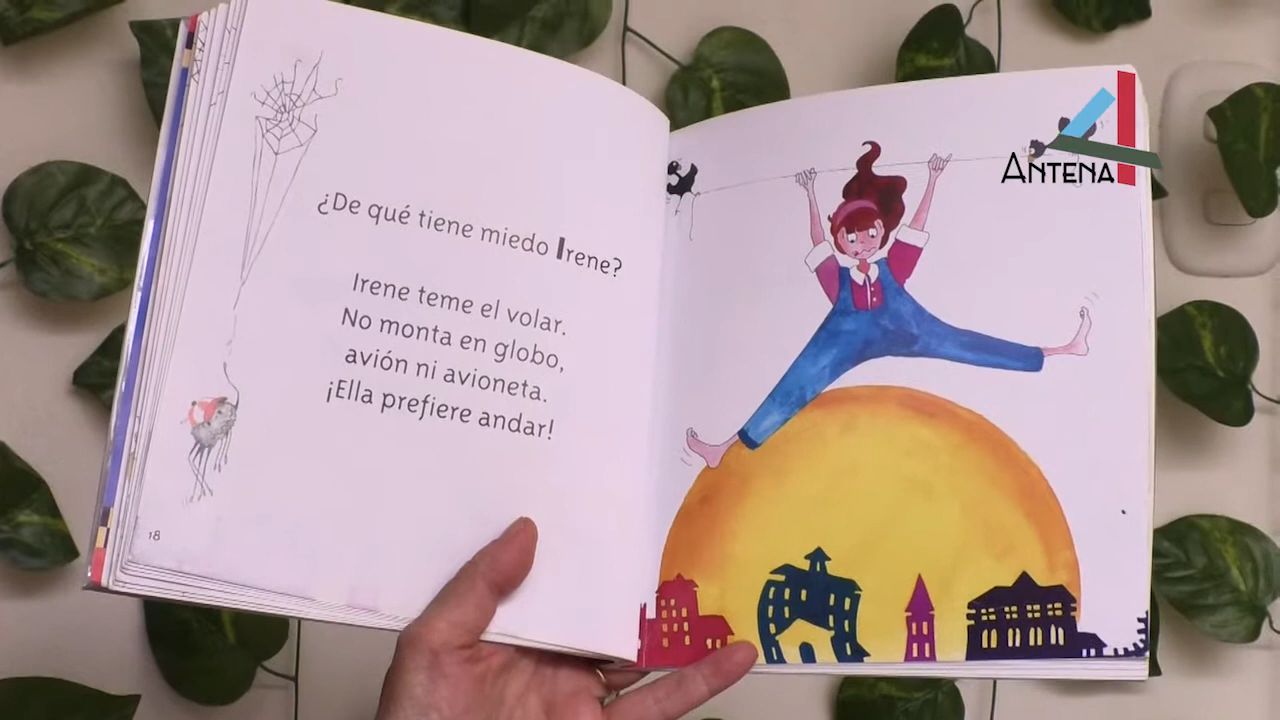 ¿De qué tiene miedo Irene?
Irene teme el volar.
No monta en globo,
avión ni avioneta.
¡Ella prefiere andar!
18
ANTENA